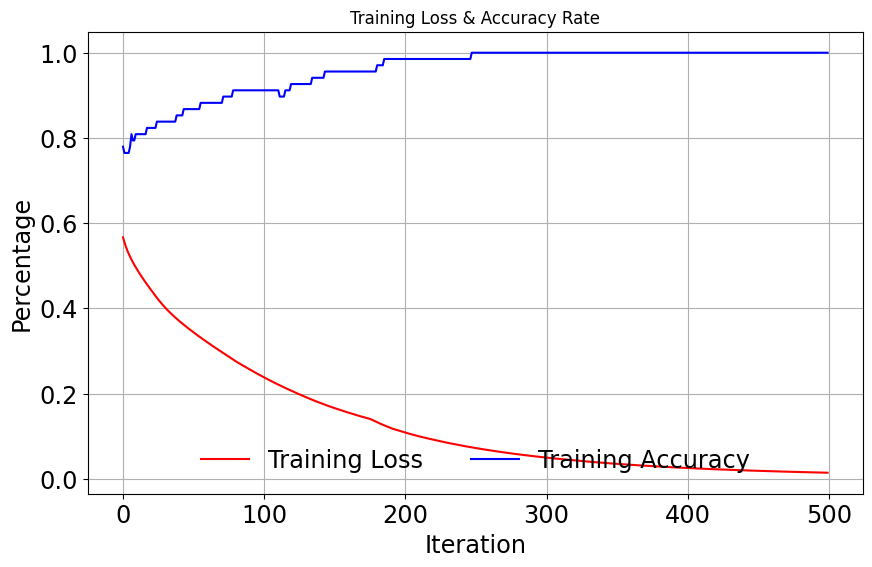 Training Loss & Accuracy Rate
1.0
0.8
0.6
0.4
0.2
0.0
Percentage
Training Loss
Training Accuracy
0 100 200 300 400 500
Iteration